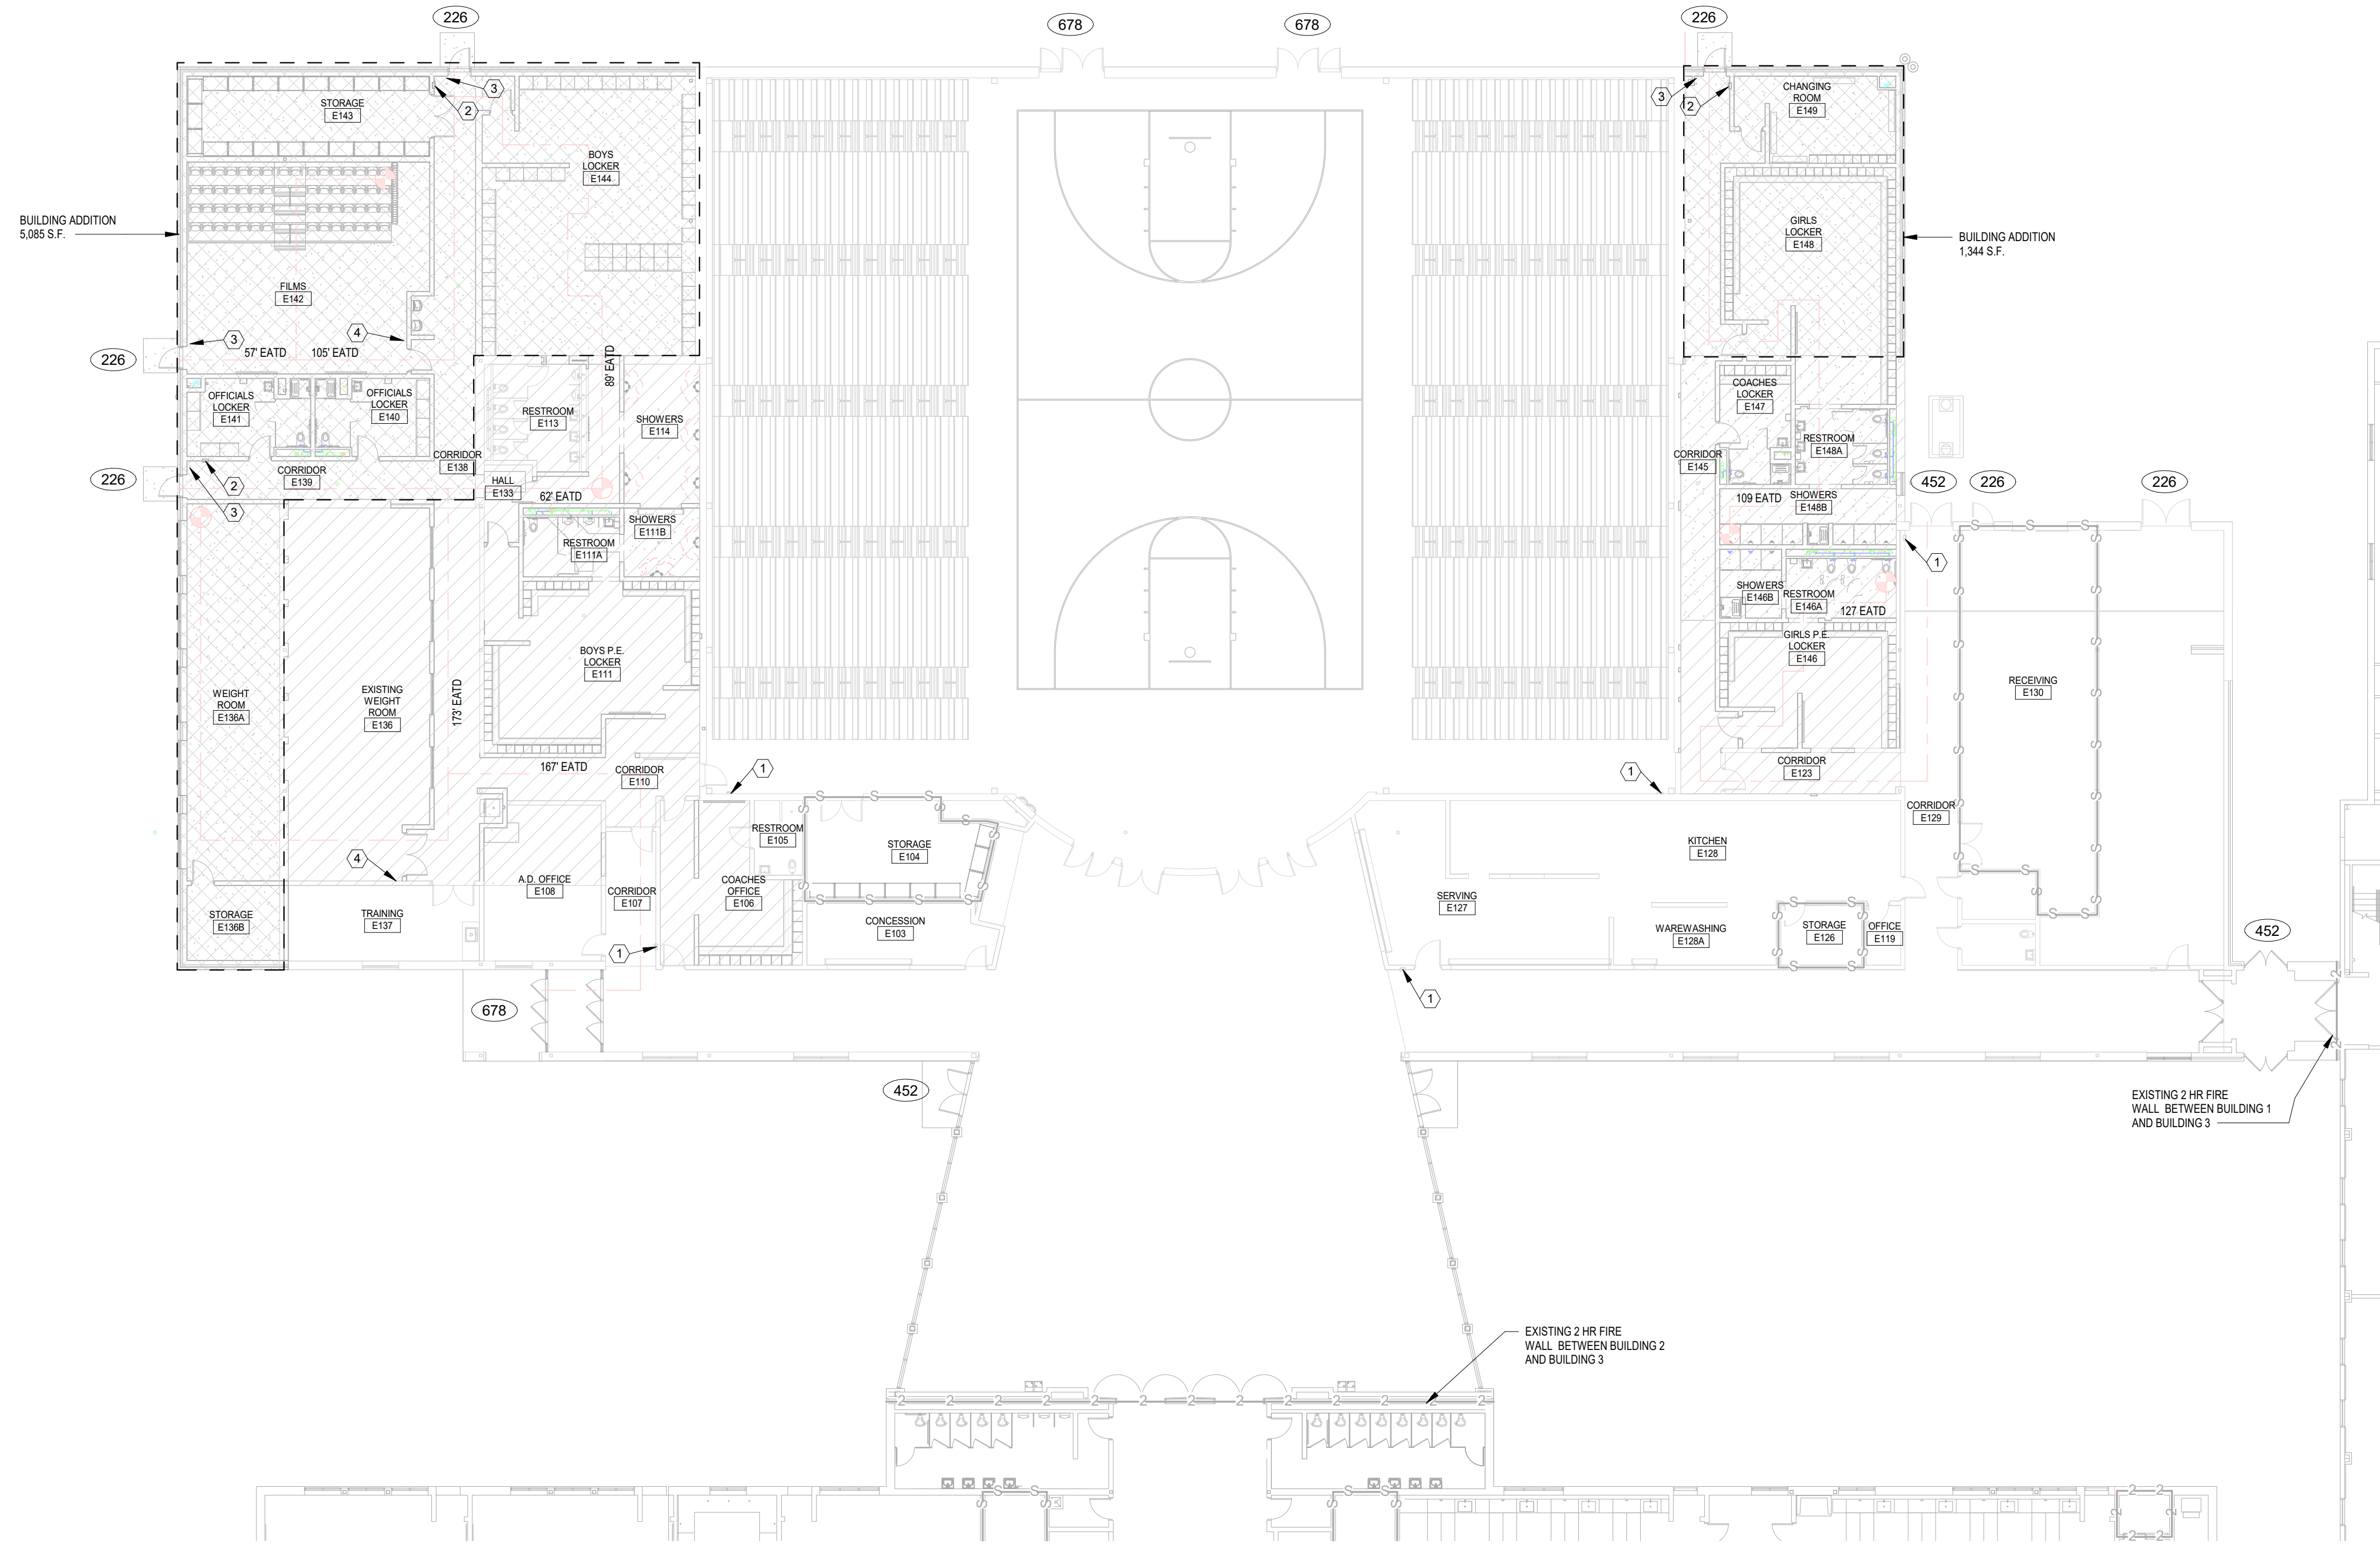 226
678
678
226
3
2
STORAGE
E143
BOYS
LOCKER
E144
3
2
CHANGING
ROOM
E149
BUILDING ADDITION
5,085 S.F.
GIRLS
LOCKER
E148
BUILDING ADDITION
1,344 S.F.
FILMS
E142
3
4
226
57' EATD
105' EATD
89' EATD
OFFICIALS
LOCKER
E141
OFFICIALS
LOCKER
E140
RESTROOM
E113
SHOWERS
E114
COACHES
LOCKER
E147
RESTROOM
E148A
CORRIDOR
E138
CORRIDOR
E145
226
CORRIDOR
E139
2
3
HALL
E133
62' EATD
452
226
226
109 EATD
SHOWERS
E148B
SHOWERS
E111B
RESTROOM
E111A
1
SHOWERS
E146B
RESTROOM
E146A
127 EATD
GIRLS P.E.
LOCKER
E146
BOYS P.E.
LOCKER
E111
WEIGHT
ROOM
E136A
EXISTING
WEIGHT
ROOM
E136
173' EATD
RECEIVING
E130
167' EATD
CORRIDOR
E110
1
1
CORRIDOR
E123
CORRIDOR
E129
RESTROOM
E105
STORAGE
E104
KITCHEN
E128
4
A.D. OFFICE
E108
CORRIDOR
E107
COACHES
OFFICE
E106
SERVING
E127
STORAGE
E136B
TRAINING
E137
CONCESSION
E103
WAREWASHING
E128A
STORAGE
E126
OFFICE
E119
452
1
1
678
452
EXISTING 2 HR FIRE
WALL BETWEEN BUILDING 1
AND BUILDING 3
EXISTING 2 HR FIRE
WALL BETWEEN BUILDING 2
AND BUILDING 3